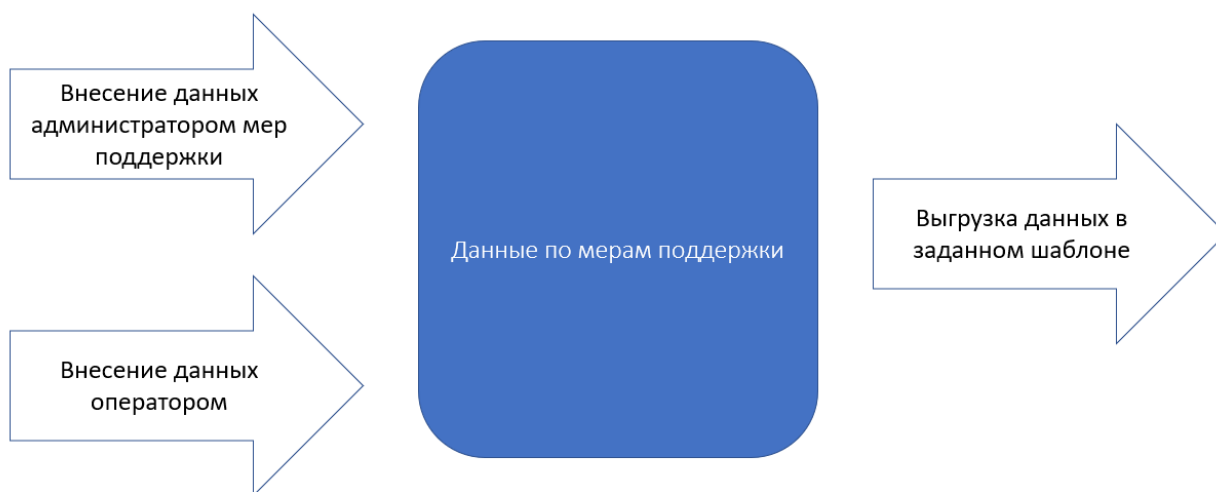 Внесение данных
администратором мер
поддержки
Данные по мерам поддержки
Выгрузка данных в
заданном шаблоне
Внесение данных
оператором